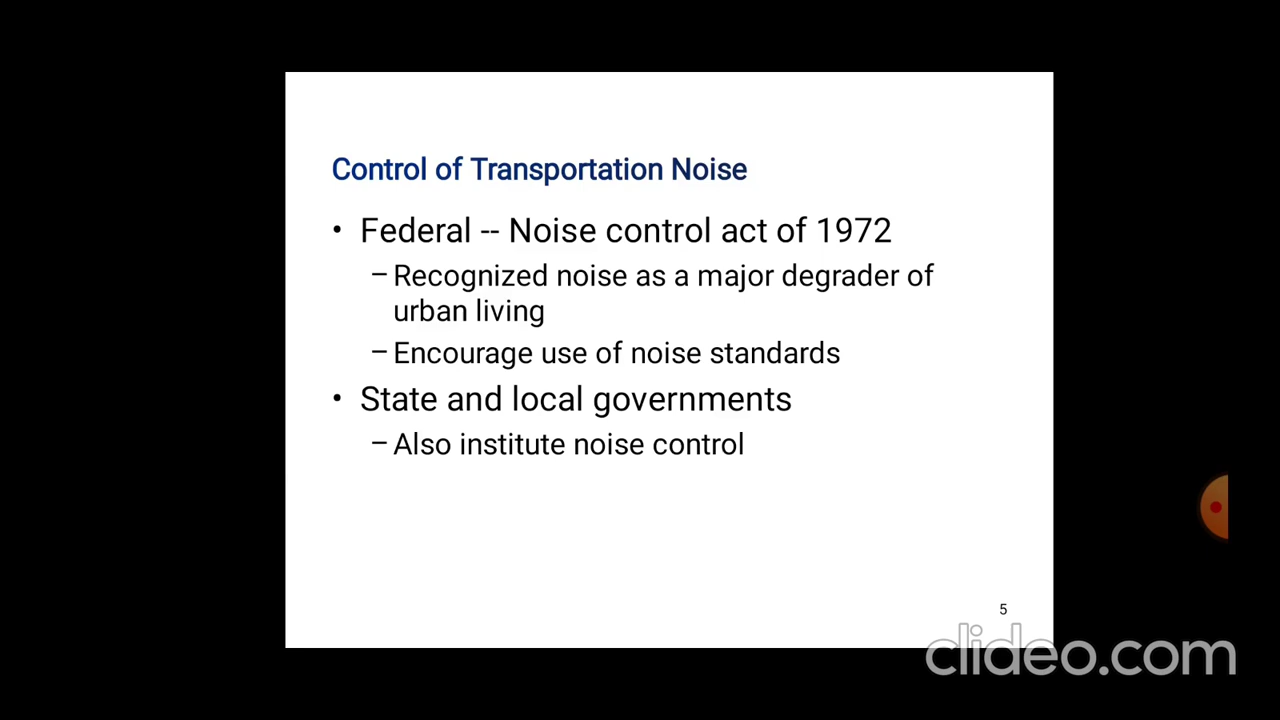 Control of Transportation Noise
• Federal -- Noise control act of 1972
– Recognized noise as a major degrader of
urban living
– Encourage use of noise standards
• State and local governments
– Also institute noise control
5
clideo.com